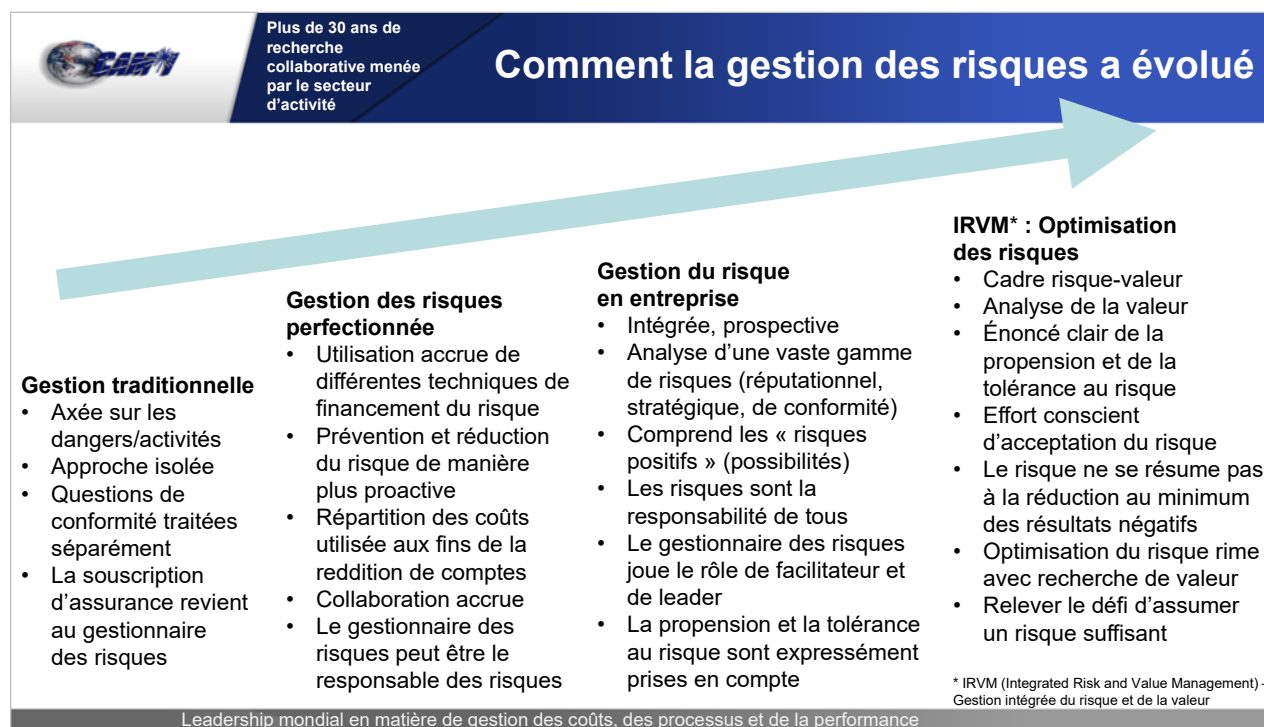 CAM-I
Plus de 30 ans de
recherche
collaborative menée
par le secteur
d'activité
Comment la gestion des risques a évolué
Gestion traditionnelle
• Axée sur les
dangers/activités
• Approche isolée
• Questions de
conformité traitées
séparément
• La souscription
d'assurance revient
au gestionnaire
des risques
Gestion des risques
perfectionnée
• Utilisation accrue de
différentes techniques de
financement du risque
• Prévention et réduction
du risque de manière
plus proactive
• Répartition des coûts
utilisée aux fins de la
reddition de comptes
• Collaboration accrue
• Le gestionnaire des
risques peut être le
responsable des risques
Gestion du risque
en entreprise
• Intégrée, prospective
• Analyse d'une vaste gamme
de risques (réputationnel,
stratégique, de conformité)
• Comprend les « risques
positifs » (possibilités)
• Les risques sont la
responsabilité de tous
• Le gestionnaire des risques
joue le rôle de facilitateur et
de leader
• La propension et la tolérance
au risque sont expressément
prises en compte
IRVM* : Optimisation
des risques
• Cadre risque-valeur
• Analyse de la valeur
• Énoncé clair de la
propension et de la
tolérance au risque
• Effort conscient
d'acceptation du risque
• Le risque ne se résume pas
à la réduction au minimum
des résultats négatifs
• Optimisation du risque rime
avec recherche de valeur
• Relever le défi d'assumer
un risque suffisant
* IRVM (Integrated Risk and Value Management) -
Gestion intégrée du risque et de la valeur
Leadership mondial en matière de gestion des coûts, des processus et de la performance